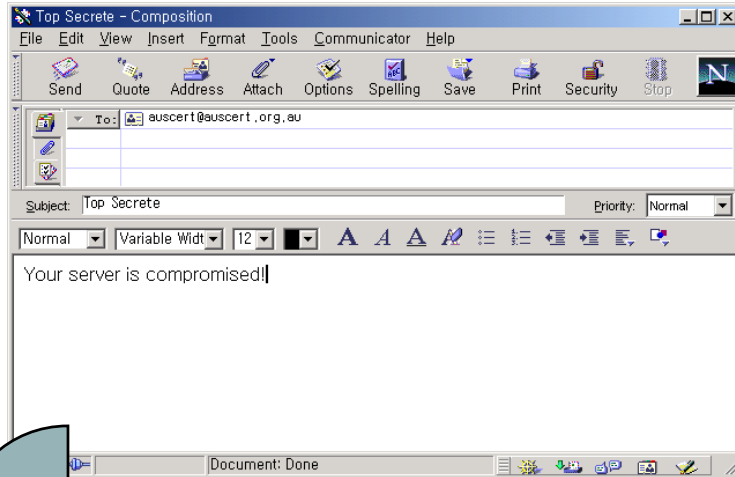 Top Secrete - Composition
File Edit View Insert Format Tools Communicator Help
Send Quote Address Attach Options Spelling Save Print Security Stop N
To: auscert@auscert,org,au
Subject: Top Secrete Priority: Normal
Normal Variable Widt 12 A A A
Your server is compromised!
Document: Done